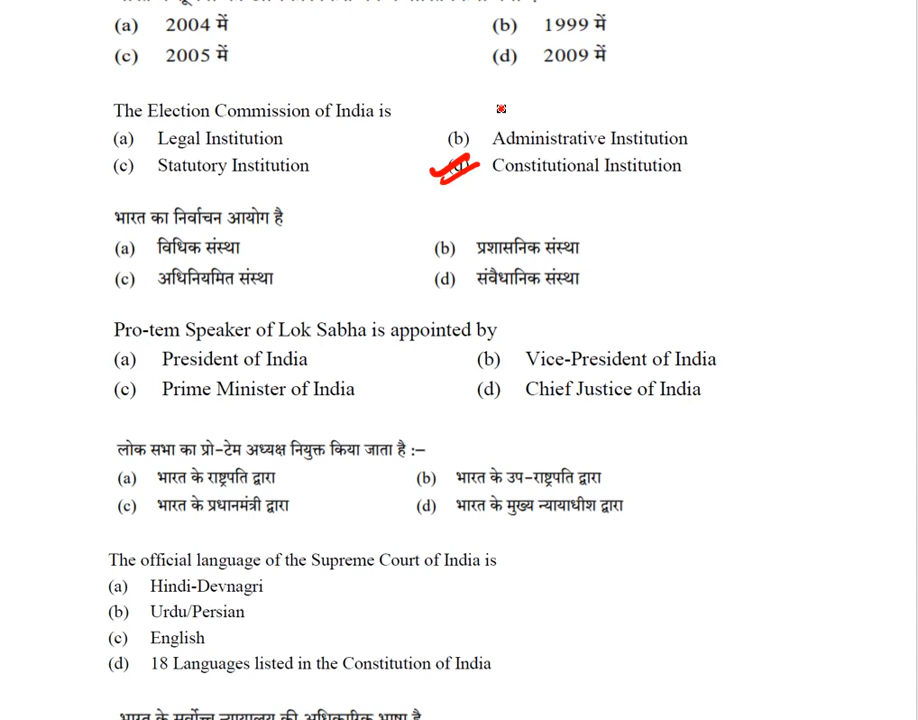 (a) 2004 में (b) 1999 में
(c) 2005 में (d) 2009 में
The Election Commission of India is
(a) Legal Institution (b) Administrative Institution
(c) Statutory Institution (d) Constitutional Institution
भारत का निर्वाचन आयोग है
(a) विधिक संस्था (b) प्रशासनिक संस्था
(c) अधिनियमित संस्था (d) संवैधानिक संस्था
Pro-tem Speaker of Lok Sabha is appointed by
(a) President of India (b) Vice-President of India
(c) Prime Minister of India (d) Chief Justice of India
लोक सभा का प्रो-टेम अध्यक्ष नियुक्त किया जाता है :–
(a) भारत के राष्ट्रपति द्वारा (b) भारत के उप-राष्ट्रपति द्वारा
(c) भारत के प्रधानमंत्री द्वारा (d) भारत के मुख्य न्यायाधीश द्वारा
The official language of the Supreme Court of India is
(a) Hindi-Devnagri
(b) Urdu/Persian
(c) English
(d) 18 Languages listed in the Constitution of India
भारत के सर्वोच्च न्यायालय की अधिकारिक भाषा है